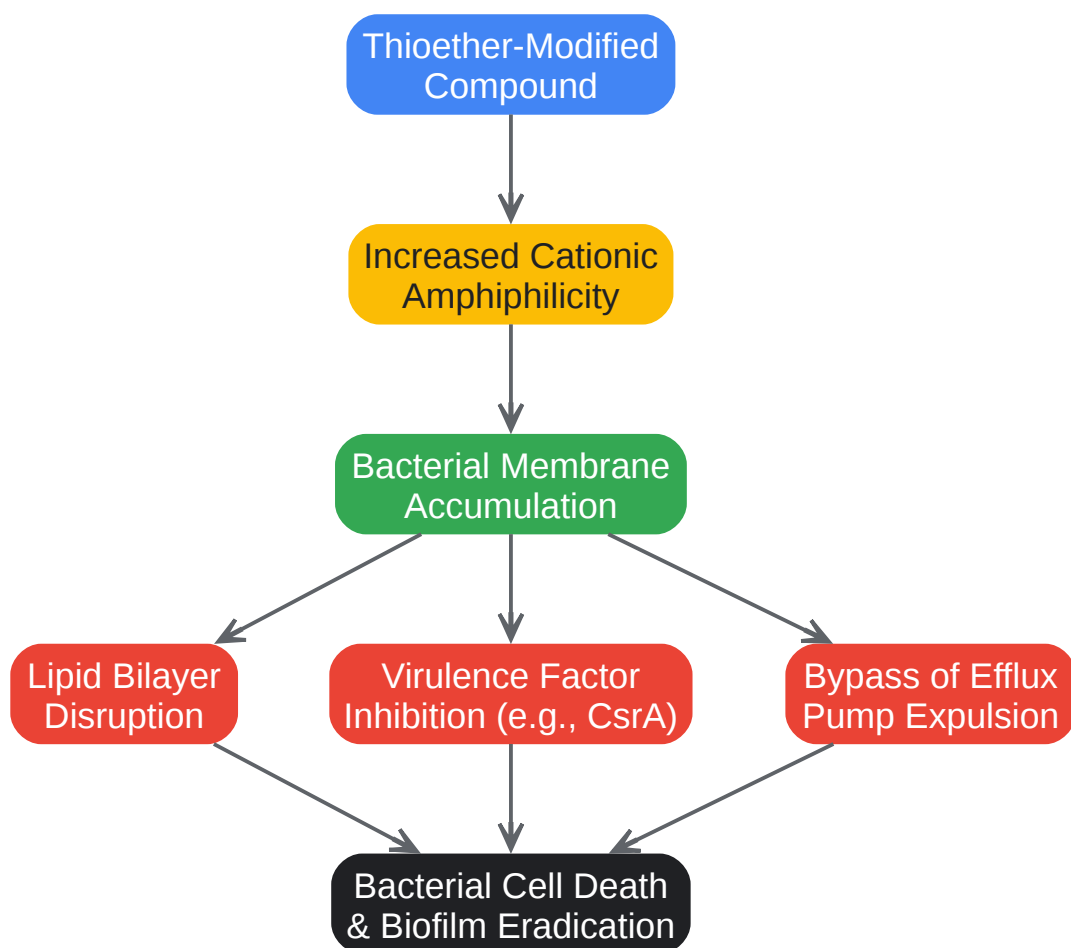 Thioether-Modified
Compound
Increased Cationic
Amphiphilicity
Bacterial Membrane
Accumulation
Lipid Bilayer
Disruption
Virulence Factor
Inhibition (e.g., CsrA)
Bypass of Efflux
Pump Expulsion
Bacterial Cell Death
& Biofilm Eradication